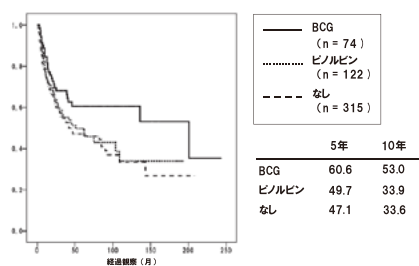 1.0
0.8
0.6
0.4
0.2
0.0
0
50
100
150
200
250
経過観察（月）
BCG
（n = 74 ）
ピノルビン
（n = 122）
なし
（n = 315）
5年 10年
BCG 60.6 53.0
ピノルビン 49.7 33.9
なし 47.1 33.6